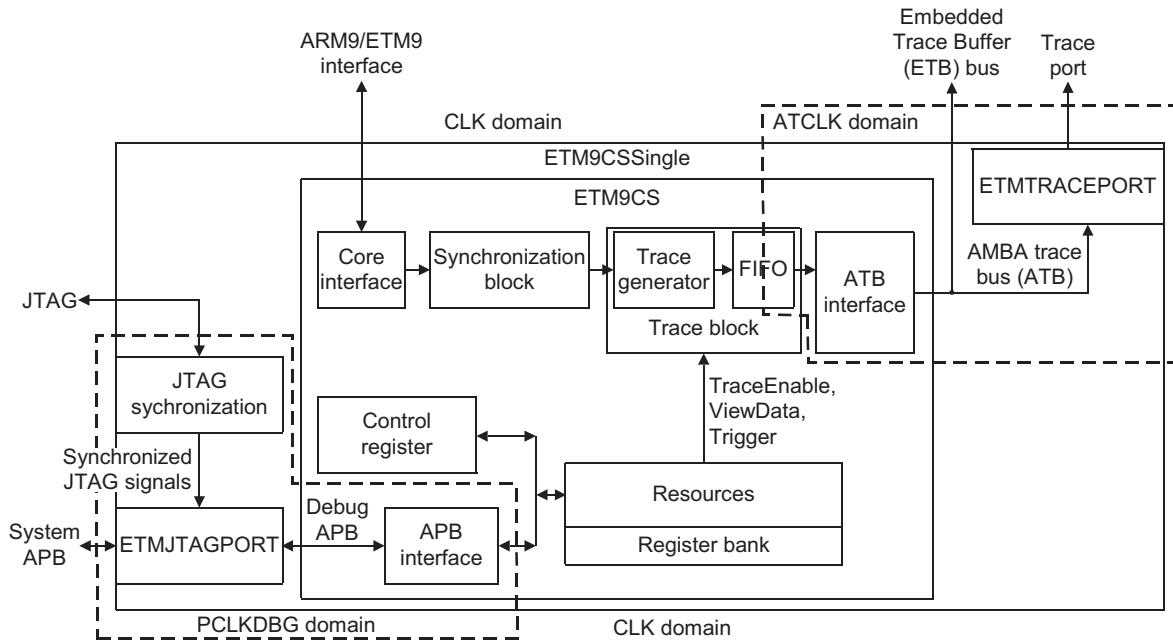 Embedded
Trace Buffer
(ETB) bus
Trace
port
ARM9/ETM9
interface
CLK domain
ATCLK domain
ETM9CSSingle
ETM9CS
ETMTRACEPORT
Core
interface
Synchronization
block
Trace
generator
FIFO
Trace block
ATB
interface
AMBA trace
bus (ATB)
JTAG
JTAG
sychronization
TraceEnable,
ViewData,
Trigger
Control
register
Synchronized
JTAG signals
Resources
Register bank
System
APB
ETMJTAGPORT
Debug
APB
APB
interface
PCLKDBG domain
CLK domain